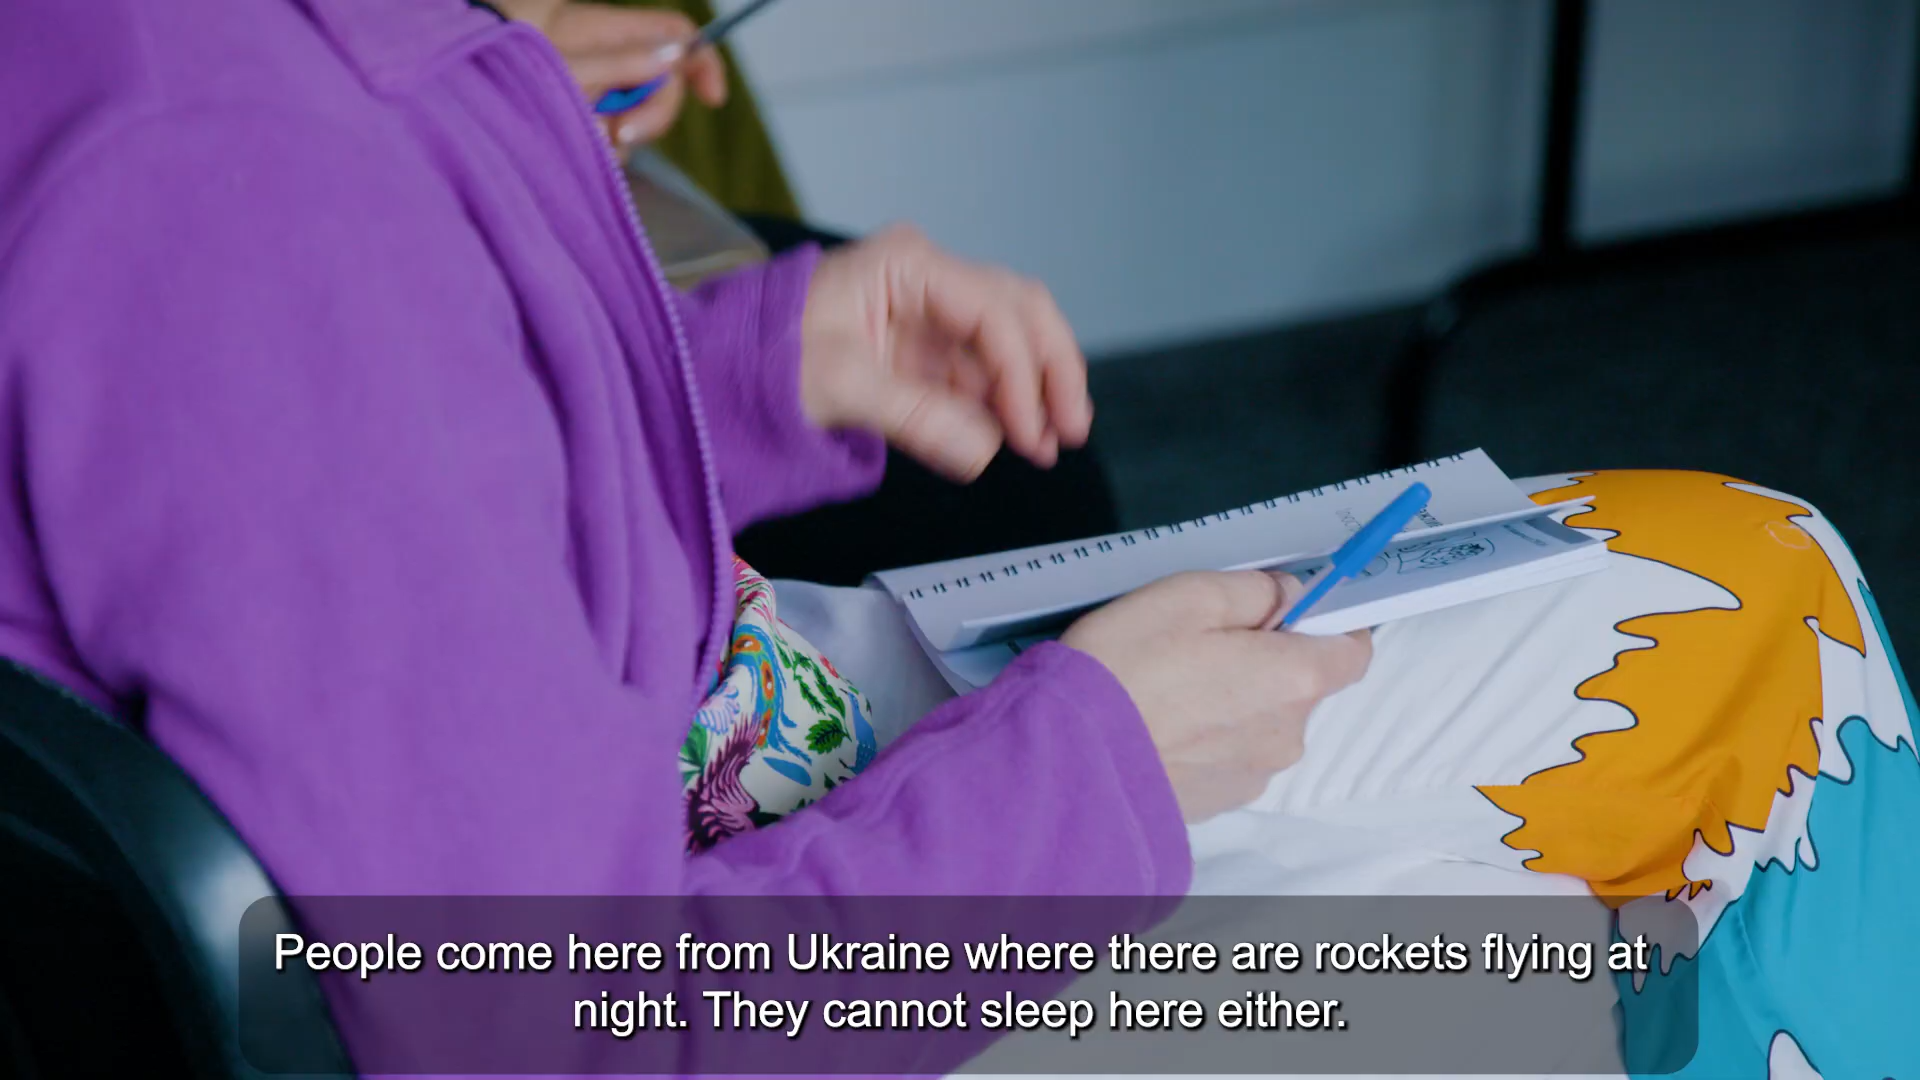 People come here from Ukraine where there are rockets flying at
night. They cannot sleep here either.